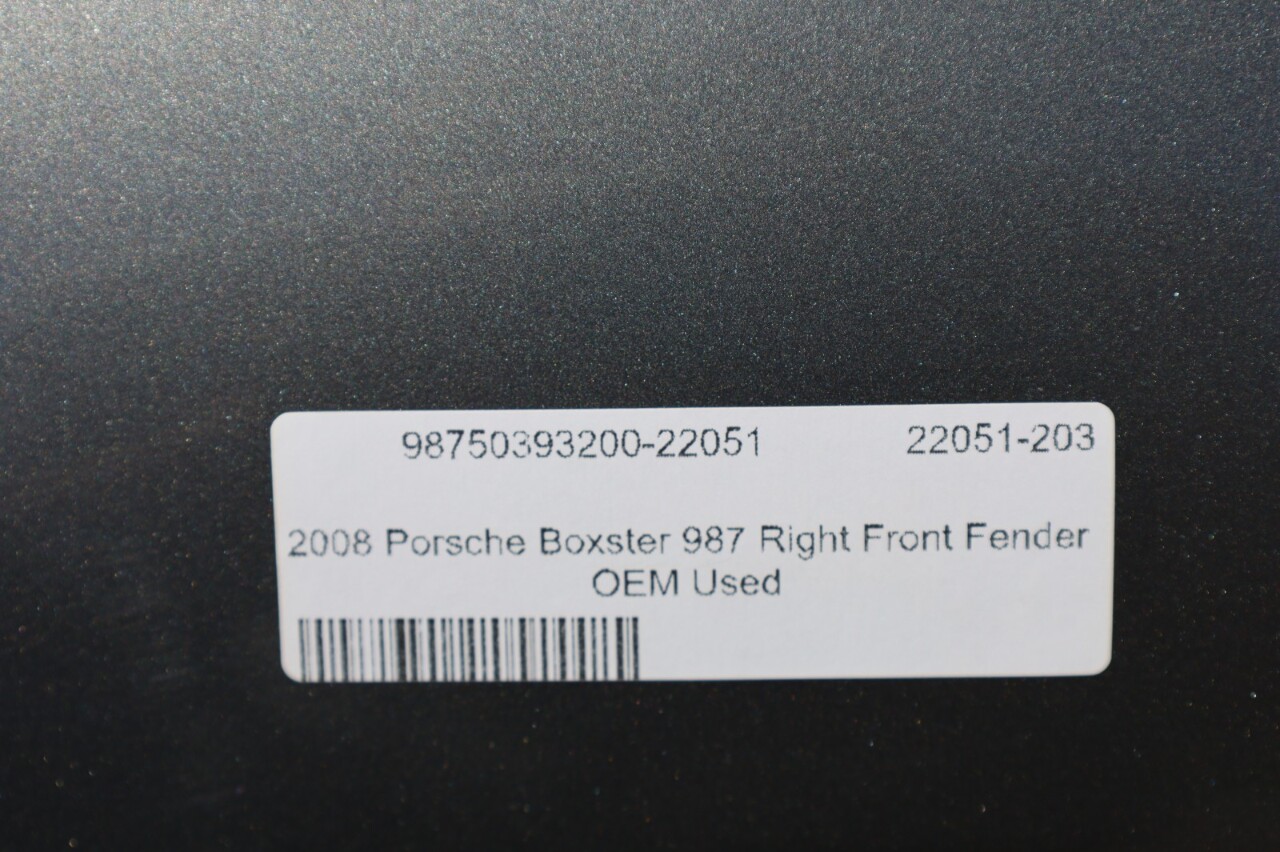 98750393200-22051 22051-203
2008 Porsche Boxster 987 Right Front Fender
OEM Used